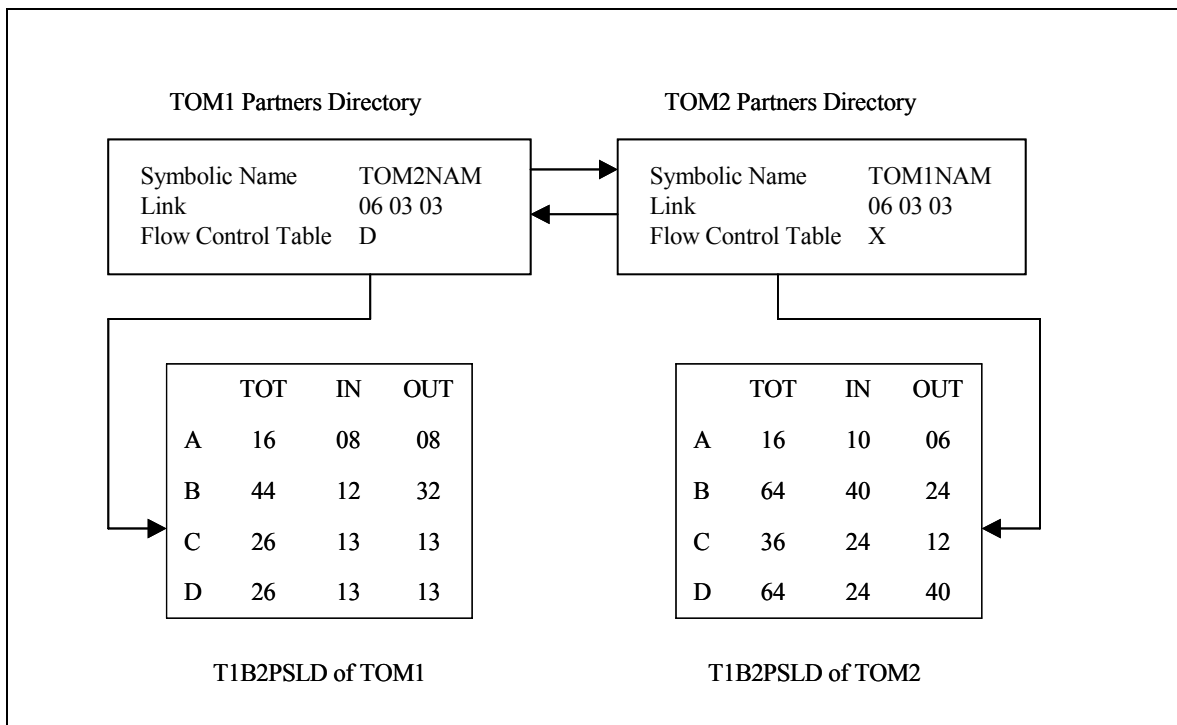 TOM1 Partners Directory
Symbolic Name TOM2NAM
Link 06 03 03
Flow Control Table D
TOM2 Partners Directory
Symbolic Name TOM1NAM
Link 06 03 03
Flow Control Table X
TOT IN OUT
A 16 08 08
B 44 12 32
C 26 13 13
D 26 13 13
T1B2PSLD of TOM1
TOT IN OUT
A 16 10 06
B 64 40 24
C 36 24 12
D 64 24 40
T1B2PSLD of TOM2